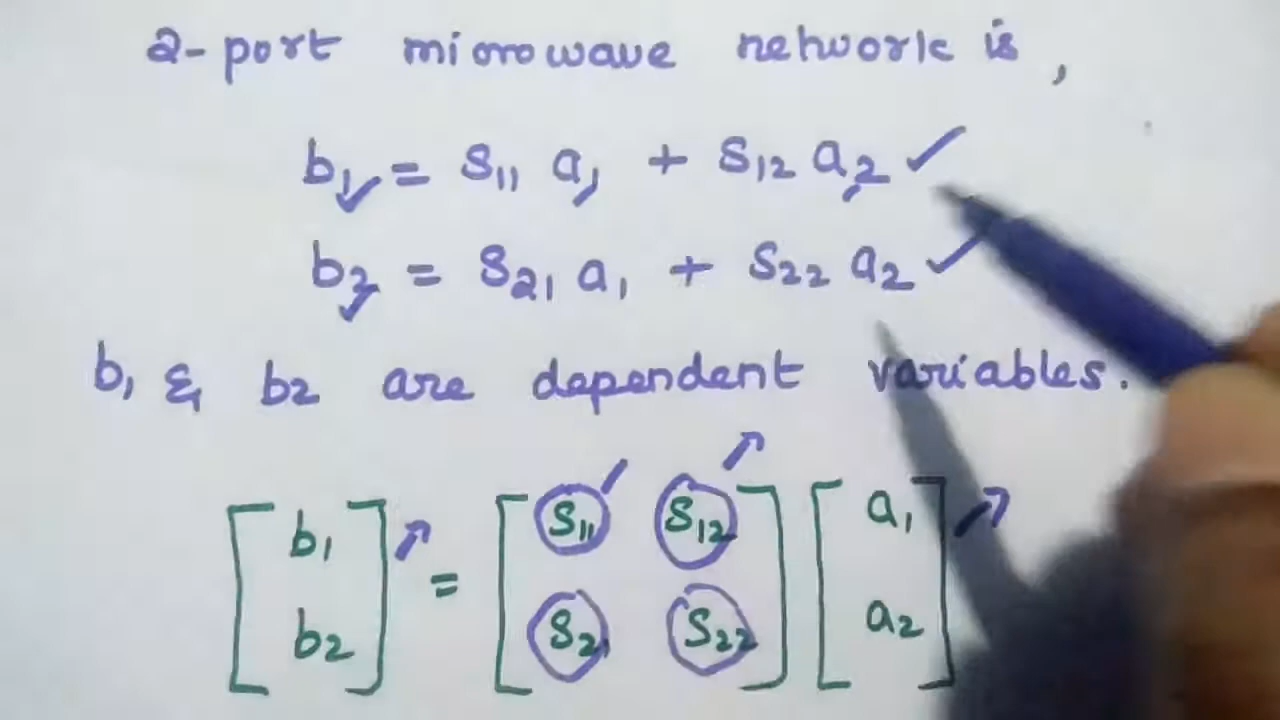 2-port microwave network is,
b₁ = S₁₁ a₁ + S₁₂ a₂
b₂ = S₂₁ a₁ + S₂₂ a₂
b₁ & b₂ are dependent variables.
[b₁ b₂] = [S₁₁ S₁₂ S₂₁ S₂₂] [a₁ a₂]